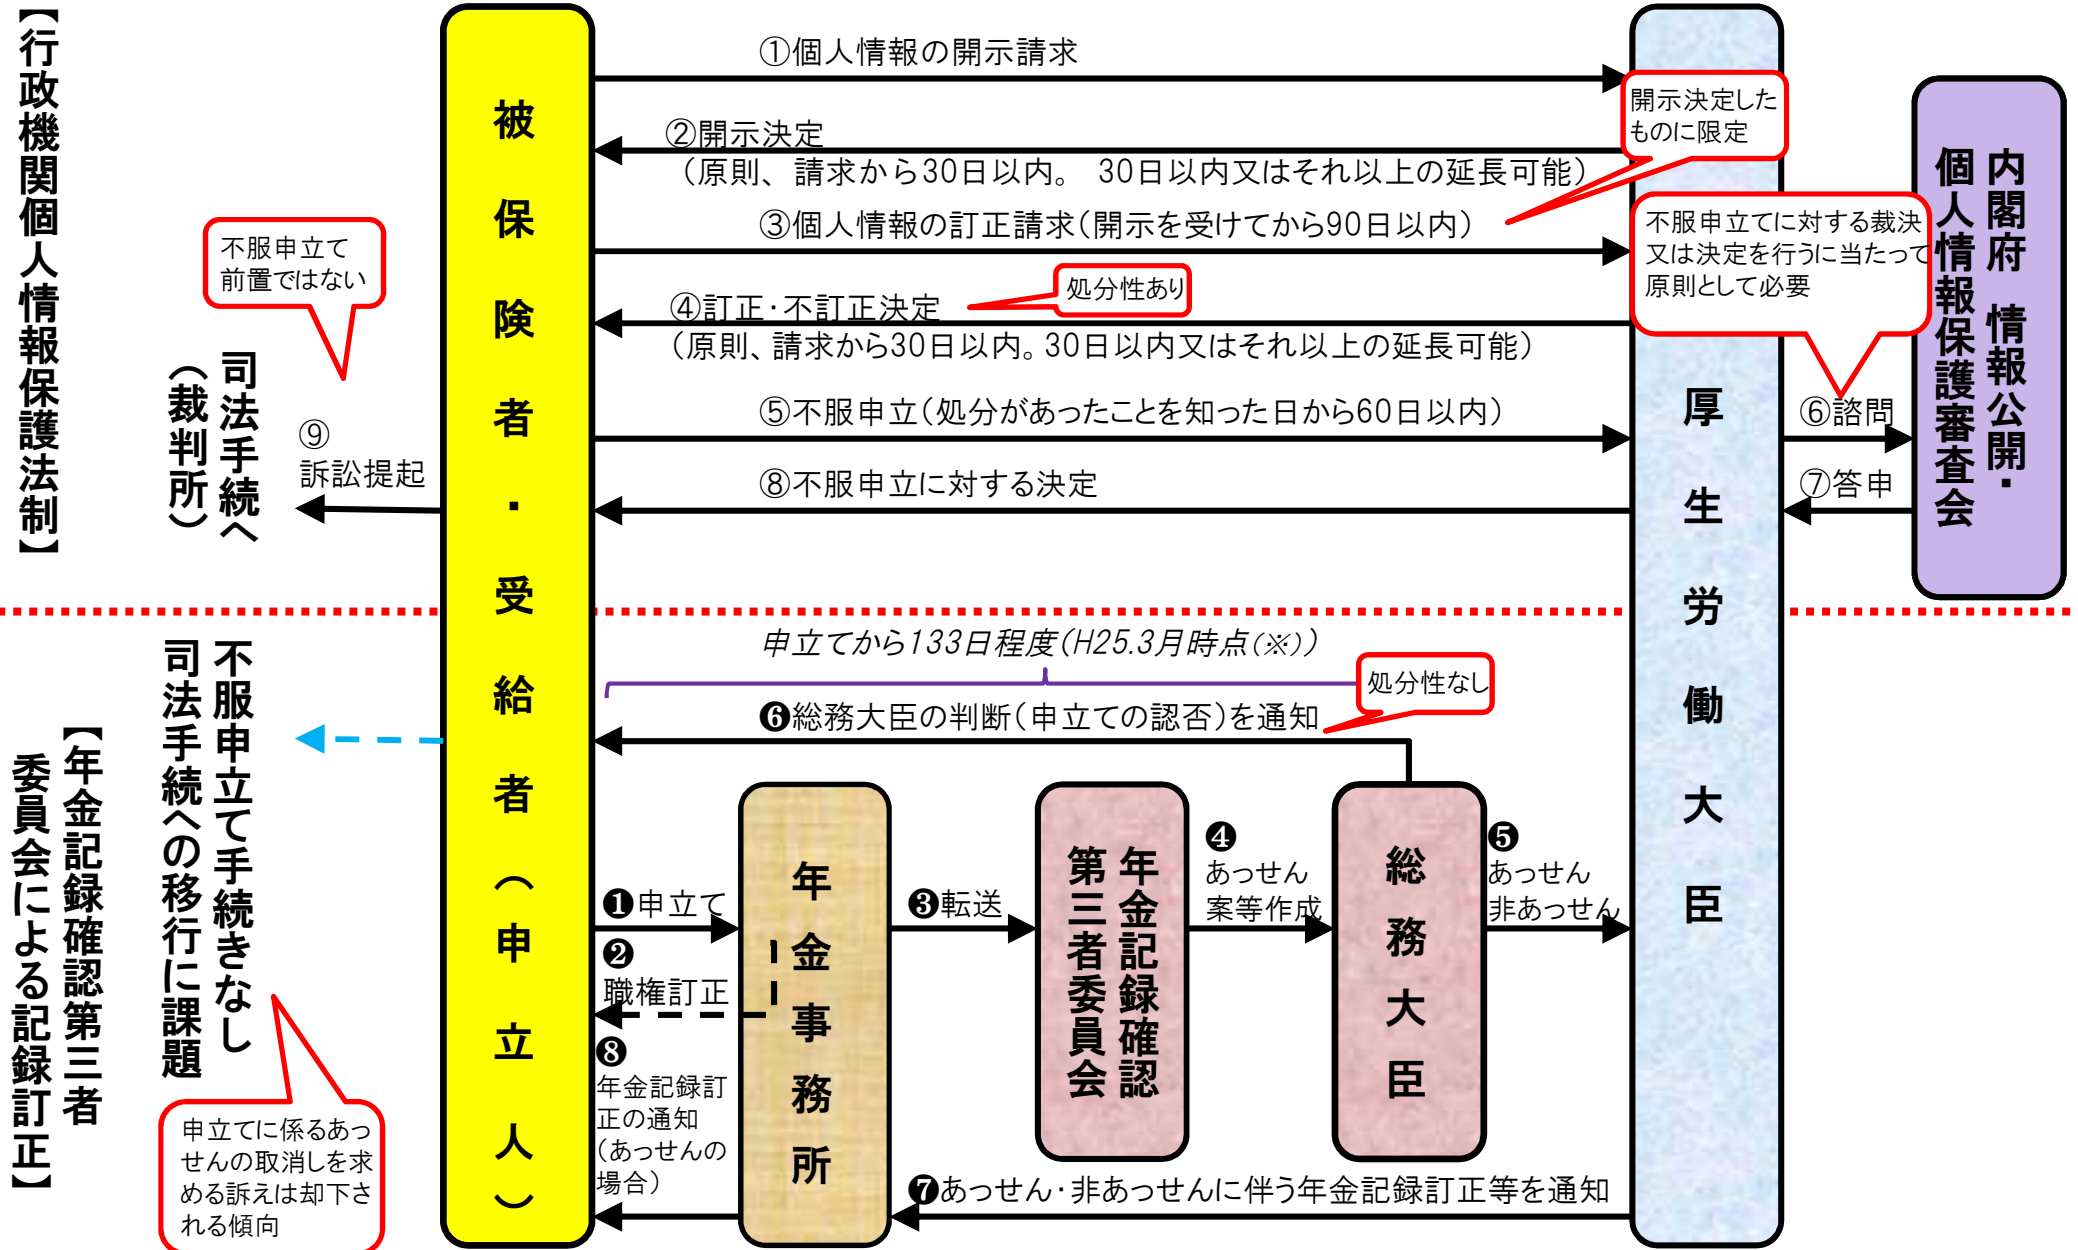 【行政機関個人情報保護法制】
被保険者・受給者（申立人）
厚生労働大臣
内閣府 情報公開・
個人情報保護審査会
①個人情報の開示請求
開示決定した
ものに限定
②開示決定
（原則、請求から30日以内。 30日以内又はそれ以上の延長可能）
③個人情報の訂正請求（開示を受けてから90日以内）
不服申立てに対する裁決
又は決定を行うに当たって
原則として必要
処分性あり
④訂正・不訂正決定
（原則、請求から30日以内。30日以内又はそれ以上の延長可能）
⑤不服申立（処分があったことを知った日から60日以内）
⑥諮問
⑦答申
⑧不服申立に対する決定
不服申立て
前置ではない
⑨
訴訟提起
司法手続へ
（裁判所）
【年金記録確認第三者
委員会による記録訂正】
不服申立て手続きなし
司法手続への移行に課題
申立てに係るあっ
せんの取消しを求
める訴えは却下さ
れる傾向
申立てから133日程度（H25.3月時点（※））
処分性なし
❻総務大臣の判断（申立ての認否）を通知
❶申立て
❷
職権訂正
❽
年金記録訂
正の通知
（あっせんの
場合）
年金事務所
❸転送
年金記録確認
第三者委員会
❹
あっせん
案等作成
総務大臣
❺
あっせん
非あっせん
❼あっせん・非あっせんに伴う年金記録訂正等を通知